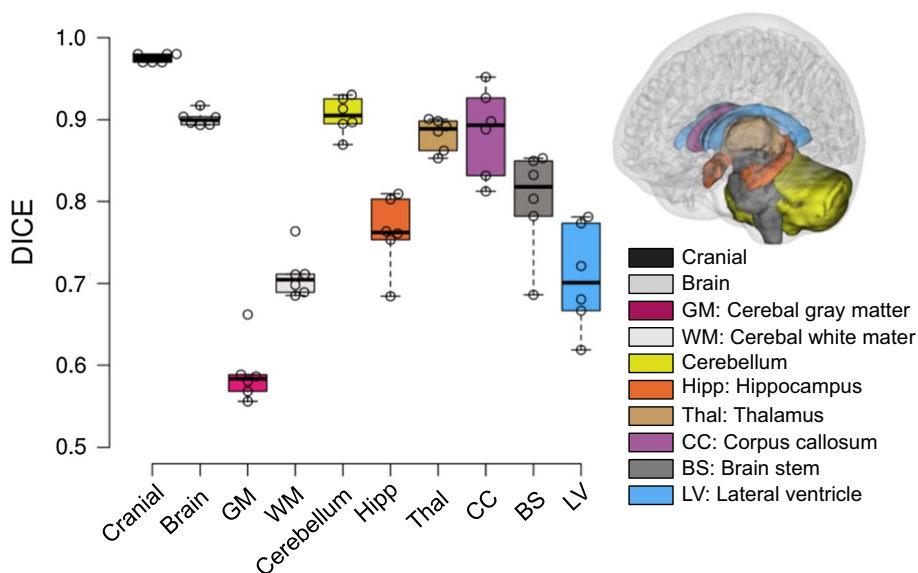 DICE
1.0
0.9
0.8
0.7
0.6
0.5
Cranial
Brain
GM
WM
Cerebellum
Hipp
Thal
CC
BS
LV
Cranial
Brain
GM: Cerebal gray matter
WM: Cerebal white mater
Cerebellum
Hipp: Hippocampus
Thal: Thalamus
CC: Corpus callosum
BS: Brain stem
LV: Lateral ventricle